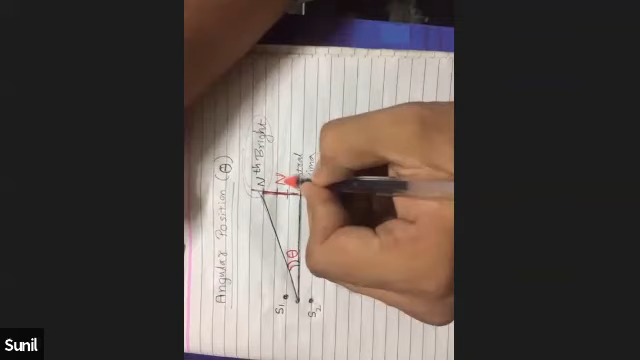 Angular Position (θ)
Nth Bright
N
θ
S1
S2
Sunil